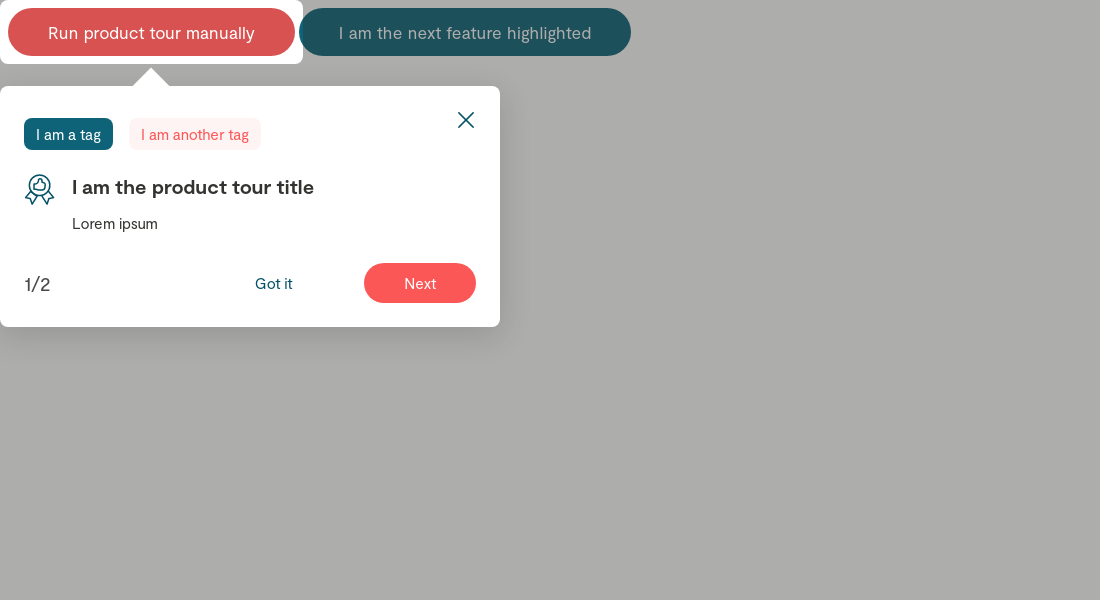 Run product tour manually
I am the next feature highlighted
I am a tag
I am another tag
I am the product tour title
Lorem ipsum
1/2
Got it
Next